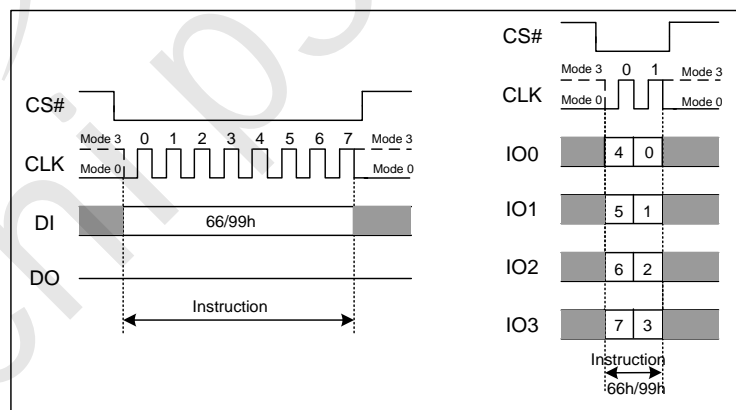 CS#
Mode 3 0 1 2 3 4 5 6 7 Mode 3
CLK
Mode 0 Mode 0
DI 66/99h
DO
Instruction
CS#
Mode 3 0 1 Mode 3
CLK
Mode 0 Mode 0
IO0 4 0
IO1 5 1
IO2 6 2
IO3 7 3
Instruction
66h/99h